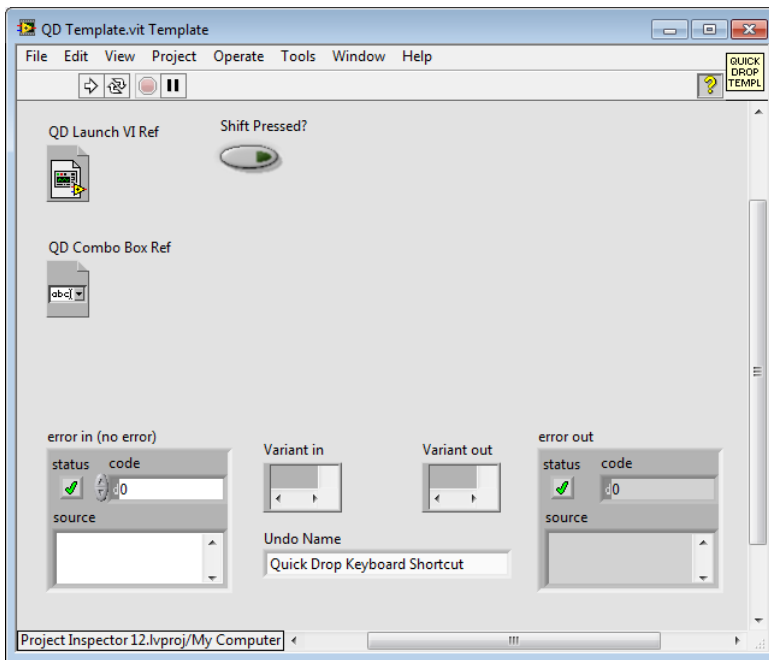 QD Template.vit Template
File Edit View Project Operate Tools Window Help
QUICK
DROP
TEMPL
QD Launch VI Ref
Shift Pressed?
QD Combo Box Ref
abc
error in (no error)
status code
d0
source
Variant in
Variant out
Undo Name
Quick Drop Keyboard Shortcut
error out
status code
d0
source
Project Inspector 12.lvproj/My Computer